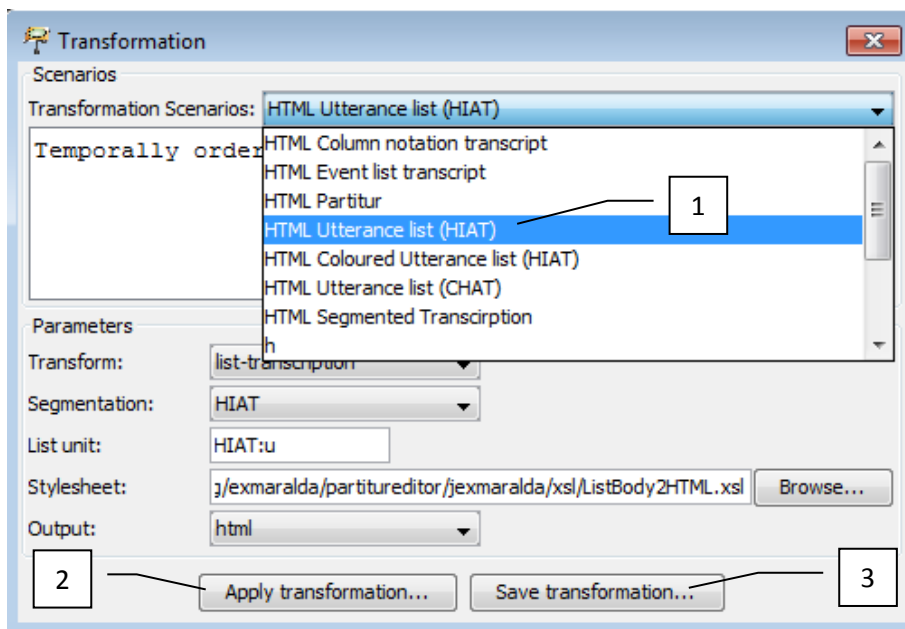 Transformation
Scenarios
Transformation Scenarios: HTML Utterance list (HIAT)
Temporally order
HTML Column notation transcript
HTML Event list transcript
HTML Partitur
HTML Utterance list (HIAT)
1
HTML Coloured Utterance list (HIAT)
HTML Utterance list (CHAT)
HTML Segmented Transcirption
h
Parameters
Transform: list-transcription
Segmentation: HIAT
List unit: HIAT:u
Stylesheet: g/exmaralda/partitureditor/jexmaralda/xsl/ListBody2HTML.xsl Browse...
Output: html
2 Apply transformation... Save transformation... 3